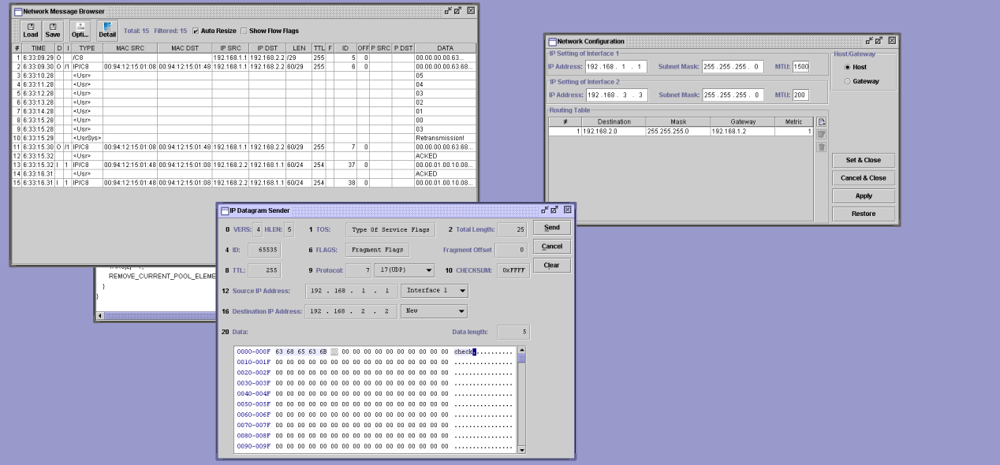 Network Message Browser
Load Save Opti... Detail Total: 15 Filtered: 15 Auto Resize Show Flow Flags
# TIME D I TYPE MAC SRC MAC DST IP SRC IP DST LEN TTL F ID OFF P SRC P DST DATA
1 6:33:09.29 O /C8 192.168.1.1 192.168.2.2 /29 255 5 0 00.00.00.00.63...
2 6:33:09.30 O /1 IP/C8 00:94:12:15:01:08 00:94:12:15:01:48 192.168.1.1 192.168.2.2 60/29 255 6 0 00.00.00.00.63.68...
3 6:33:10.28 <Usr> 05
4 6:33:11.28 <Usr> 04
5 6:33:12.28 <Usr> 03
6 6:33:13.28 <Usr> 02
7 6:33:14.28 <Usr> 01
8 6:33:15.28 <Usr> 00
9 6:33:15.28 <Usr> 03
10 6:33:15.29 <UsrSys> Retransmission!
11 6:33:15.30 O /1 IP/C8 00:94:12:15:01:08 00:94:12:15:01:48 192.168.1.1 192.168.2.2 60/29 255 7 0 00.00.00.00.63.68...
12 6:33:15.32 <Usr> ACKED
13 6:33:15.32 I 1 IP/C8 00:94:12:15:01:48 00:94:12:15:01:08 192.168.2.2 192.168.1.1 60/24 254 37 0 00.00.01.00.10.08...
14 6:33:16.31 <Usr> ACKED
15 6:33:16.31 I 1 IP/C8 00:94:12:15:01:48 00:94:12:15:01:08 192.168.2.2 192.168.1.1 60/24 254 38 0 00.00.01.00.10.08...
REMOVE_CURRENT_POOL_ELEME
}
}
Network Configuration
IP Setting of Interface 1
IP Address: 192 .168 . 1 . 1 Subnet Mask: 255 .255 .255 . 0 MTU: 1500
IP Setting of Interface 2
IP Address: 192 .168 . 3 . 3 Subnet Mask: 255 .255 .255 . 0 MTU: 200
Host/Gateway
Host
Gateway
Routing Table
# Destination Mask Gateway Metric
1 192.168.2.0 255.255.255.0 192.168.1.2 1
Set & Close
Cancel & Close
Apply
Restore
IP Datagram Sender
0 VERS: 4 HLEN: 5 1 TOS: Type Of Service Flags 2 Total Length: 25 Send
4 ID: 65535 6 FLAGS: Fragment Flags Fragment Offset 0 Cancel
8 TTL: 255 9 Protocol: 7 17(UDP) 10 CHECKSUM: 0xFFFF Clear
12 Source IP Address: 192 . 168 . 1 . 1 Interface 1
16 Destination IP Address: 192 . 168 . 2 . 2 New
20 Data: Data length: 5
0000-000F 63 68 65 63 6B 00 00 00 00 00 00 00 00 00 00 00 check...........
0010-001F 00 00 00 00 00 00 00 00 00 00 00 00 00 00 00 00 ................
0020-002F 00 00 00 00 00 00 00 00 00 00 00 00 00 00 00 00 ................
0030-003F 00 00 00 00 00 00 00 00 00 00 00 00 00 00 00 00 ................
0040-004F 00 00 00 00 00 00 00 00 00 00 00 00 00 00 00 00 ................
0050-005F 00 00 00 00 00 00 00 00 00 00 00 00 00 00 00 00 ................
0060-006F 00 00 00 00 00 00 00 00 00 00 00 00 00 00 00 00 ................
0070-007F 00 00 00 00 00 00 00 00 00 00 00 00 00 00 00 00 ................
0080-008F 00 00 00 00 00 00 00 00 00 00 00 00 00 00 00 00 ................
0090-009F 00 00 00 00 00 00 00 00 00 00 00 00 00 00 00 00 ................